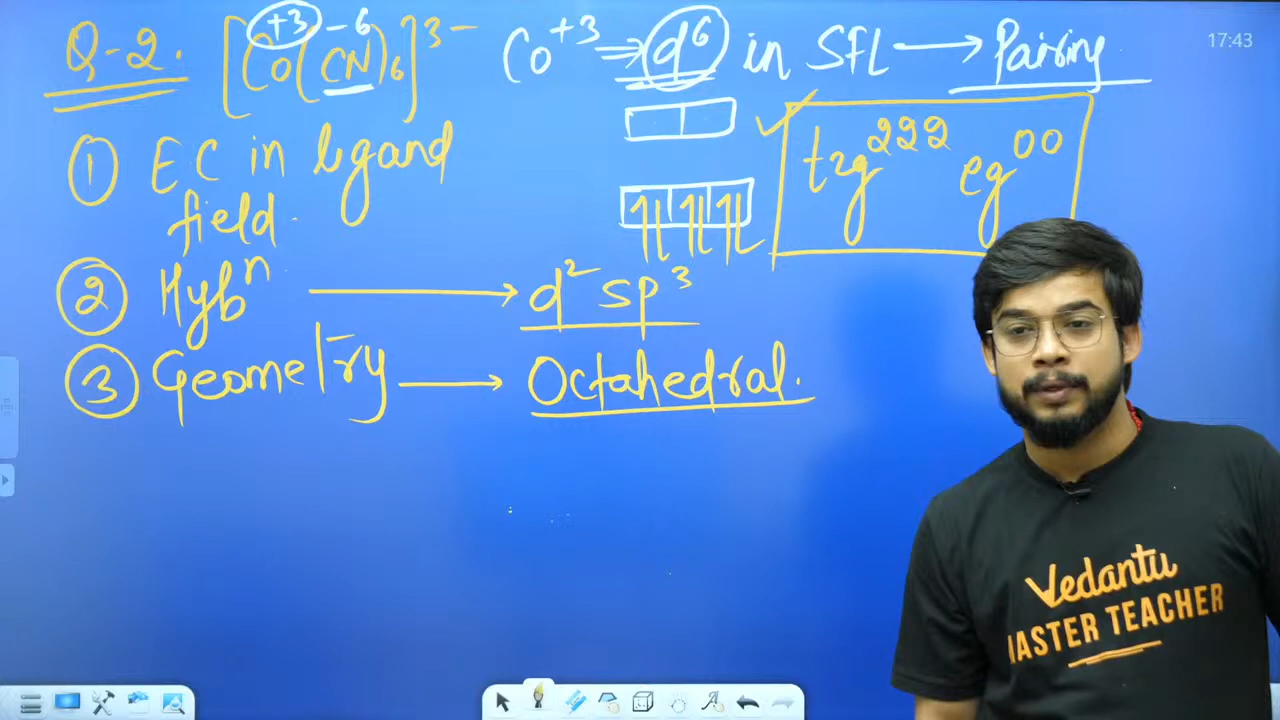 Q-2. [Co(CN)6]3- +3 -6 Co+3 ⇒ d6 in SFL → Pairing
17:43
① EC in ligand field.
t2g222 eg00
② Hybn → d2sp3
③ Geometry → Octahedral.
Vedantu
MASTER TEACHER